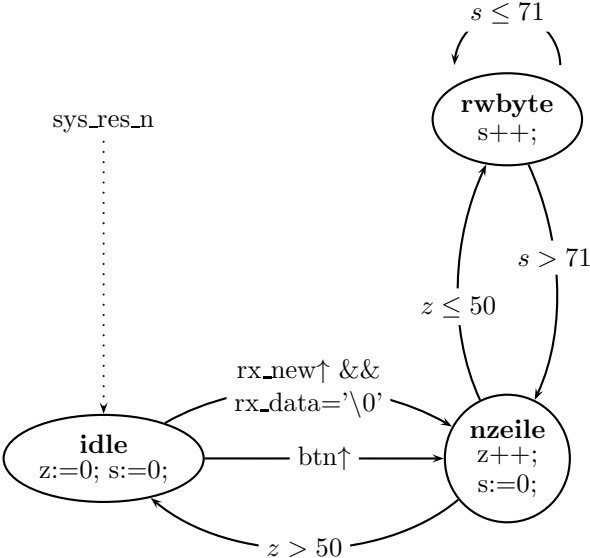 s ≤ 71
rwbyte
s++;
sys_res_n
s > 71
z ≤ 50
rx_new↑ &&
rx_data='\0'
idle
z:=0; s:=0;
btn↑
nzeile
z++;
s:=0;
z > 50